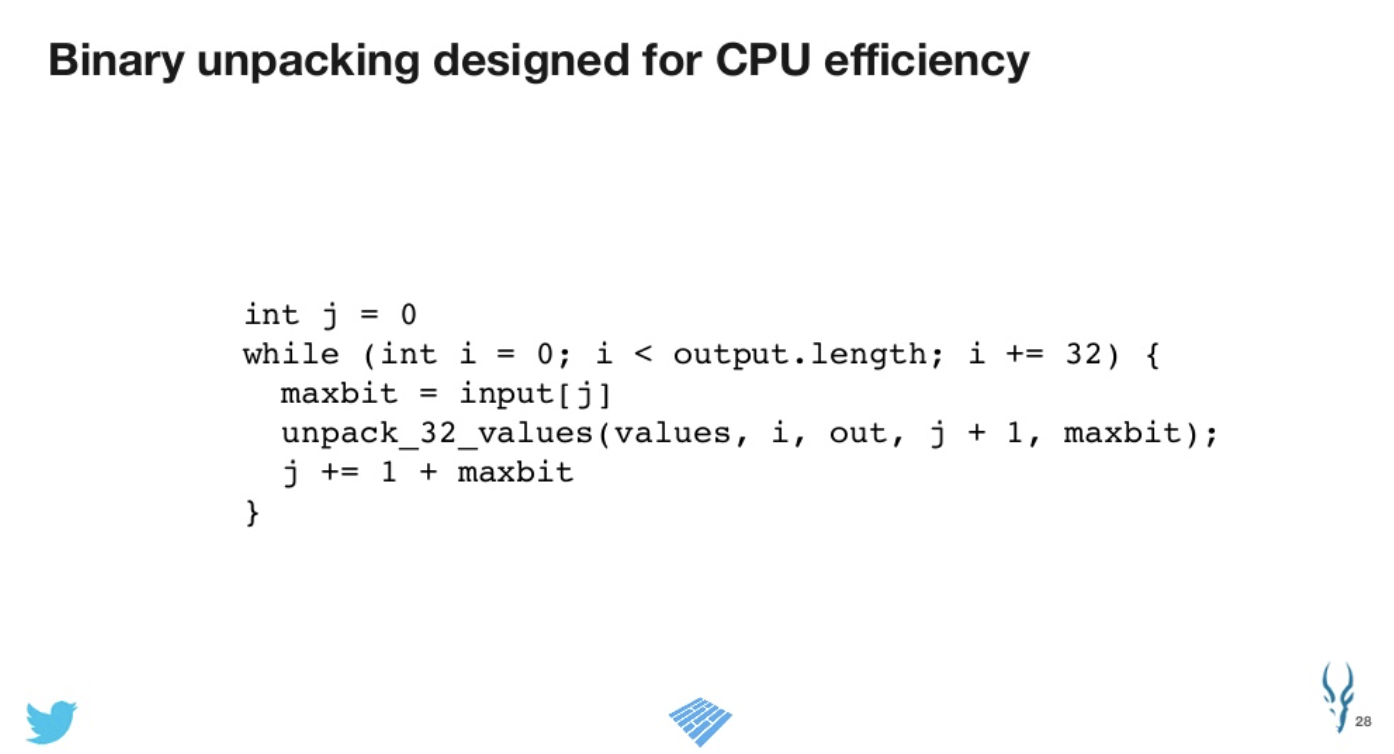 Binary unpacking designed for CPU efficiency
int j = 0
while (int i = 0; i < output.length; i += 32) {
  maxbit = input[j]
  unpack_32_values(values, i, out, j + 1, maxbit);
  j += 1 + maxbit
}
28